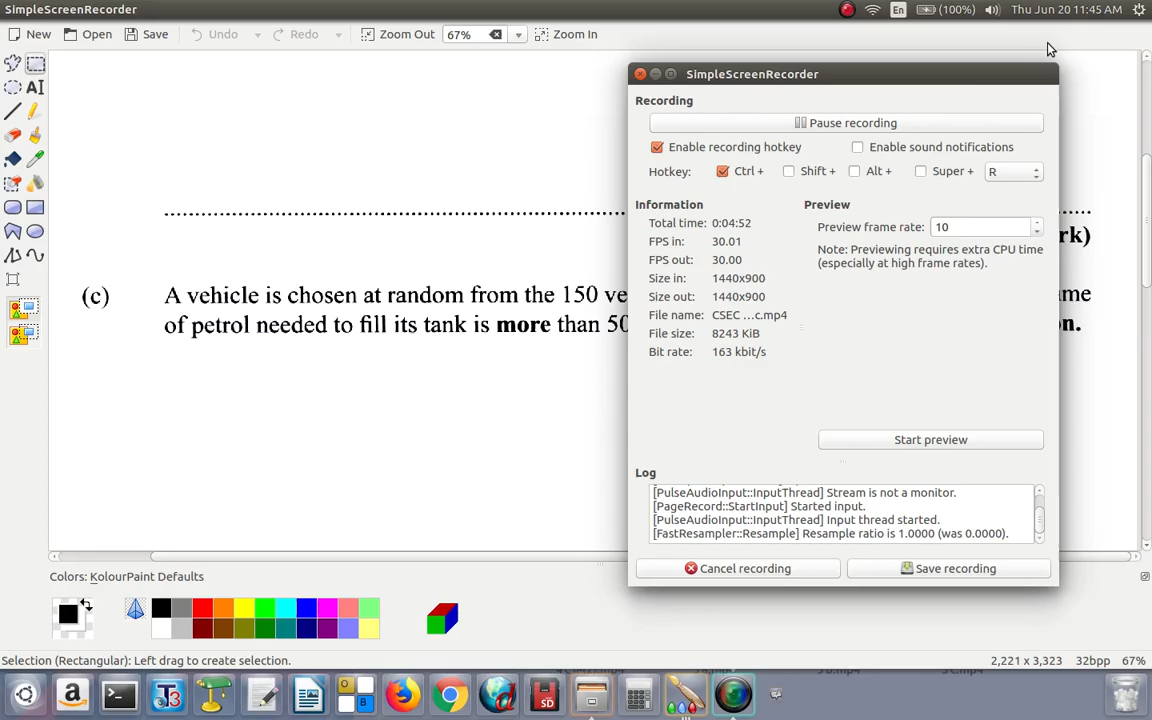 SimpleScreenRecorder
En
(100%)
Thu Jun 20 11:45 AM
New
Open
Save
Undo
Redo
Zoom Out
67%
Zoom In
SimpleScreenRecorder
Recording
Pause recording
Enable recording hotkey
Enable sound notifications
Hotkey:
Ctrl +
Shift +
Alt +
Super +
R
Information
Preview
Total time: 0:04:52
Preview frame rate: 10
FPS in: 30.01
FPS out: 30.00
Note: Previewing requires extra CPU time
(especially at high frame rates).
Size in: 1440x900
Size out: 1440x900
File name: CSEC ...c.mp4
File size: 8243 KiB
Bit rate: 163 kbit/s
Start preview
Log
[PulseAudioInput::InputThread] Stream is not a monitor.
[PageRecord::StartInput] Started input.
[PulseAudioInput::InputThread] Input thread started.
[FastResampler::Resample] Resample ratio is 1.0000 (was 0.0000).
Cancel recording
Save recording
rk)
(c) A vehicle is chosen at random from the 150 ve
of petrol needed to fill its tank is more than 50
me
n.
Colors: KolourPaint Defaults
Selection (Rectangular): Left drag to create selection.
2,221 x 3,323
32bpp
67%